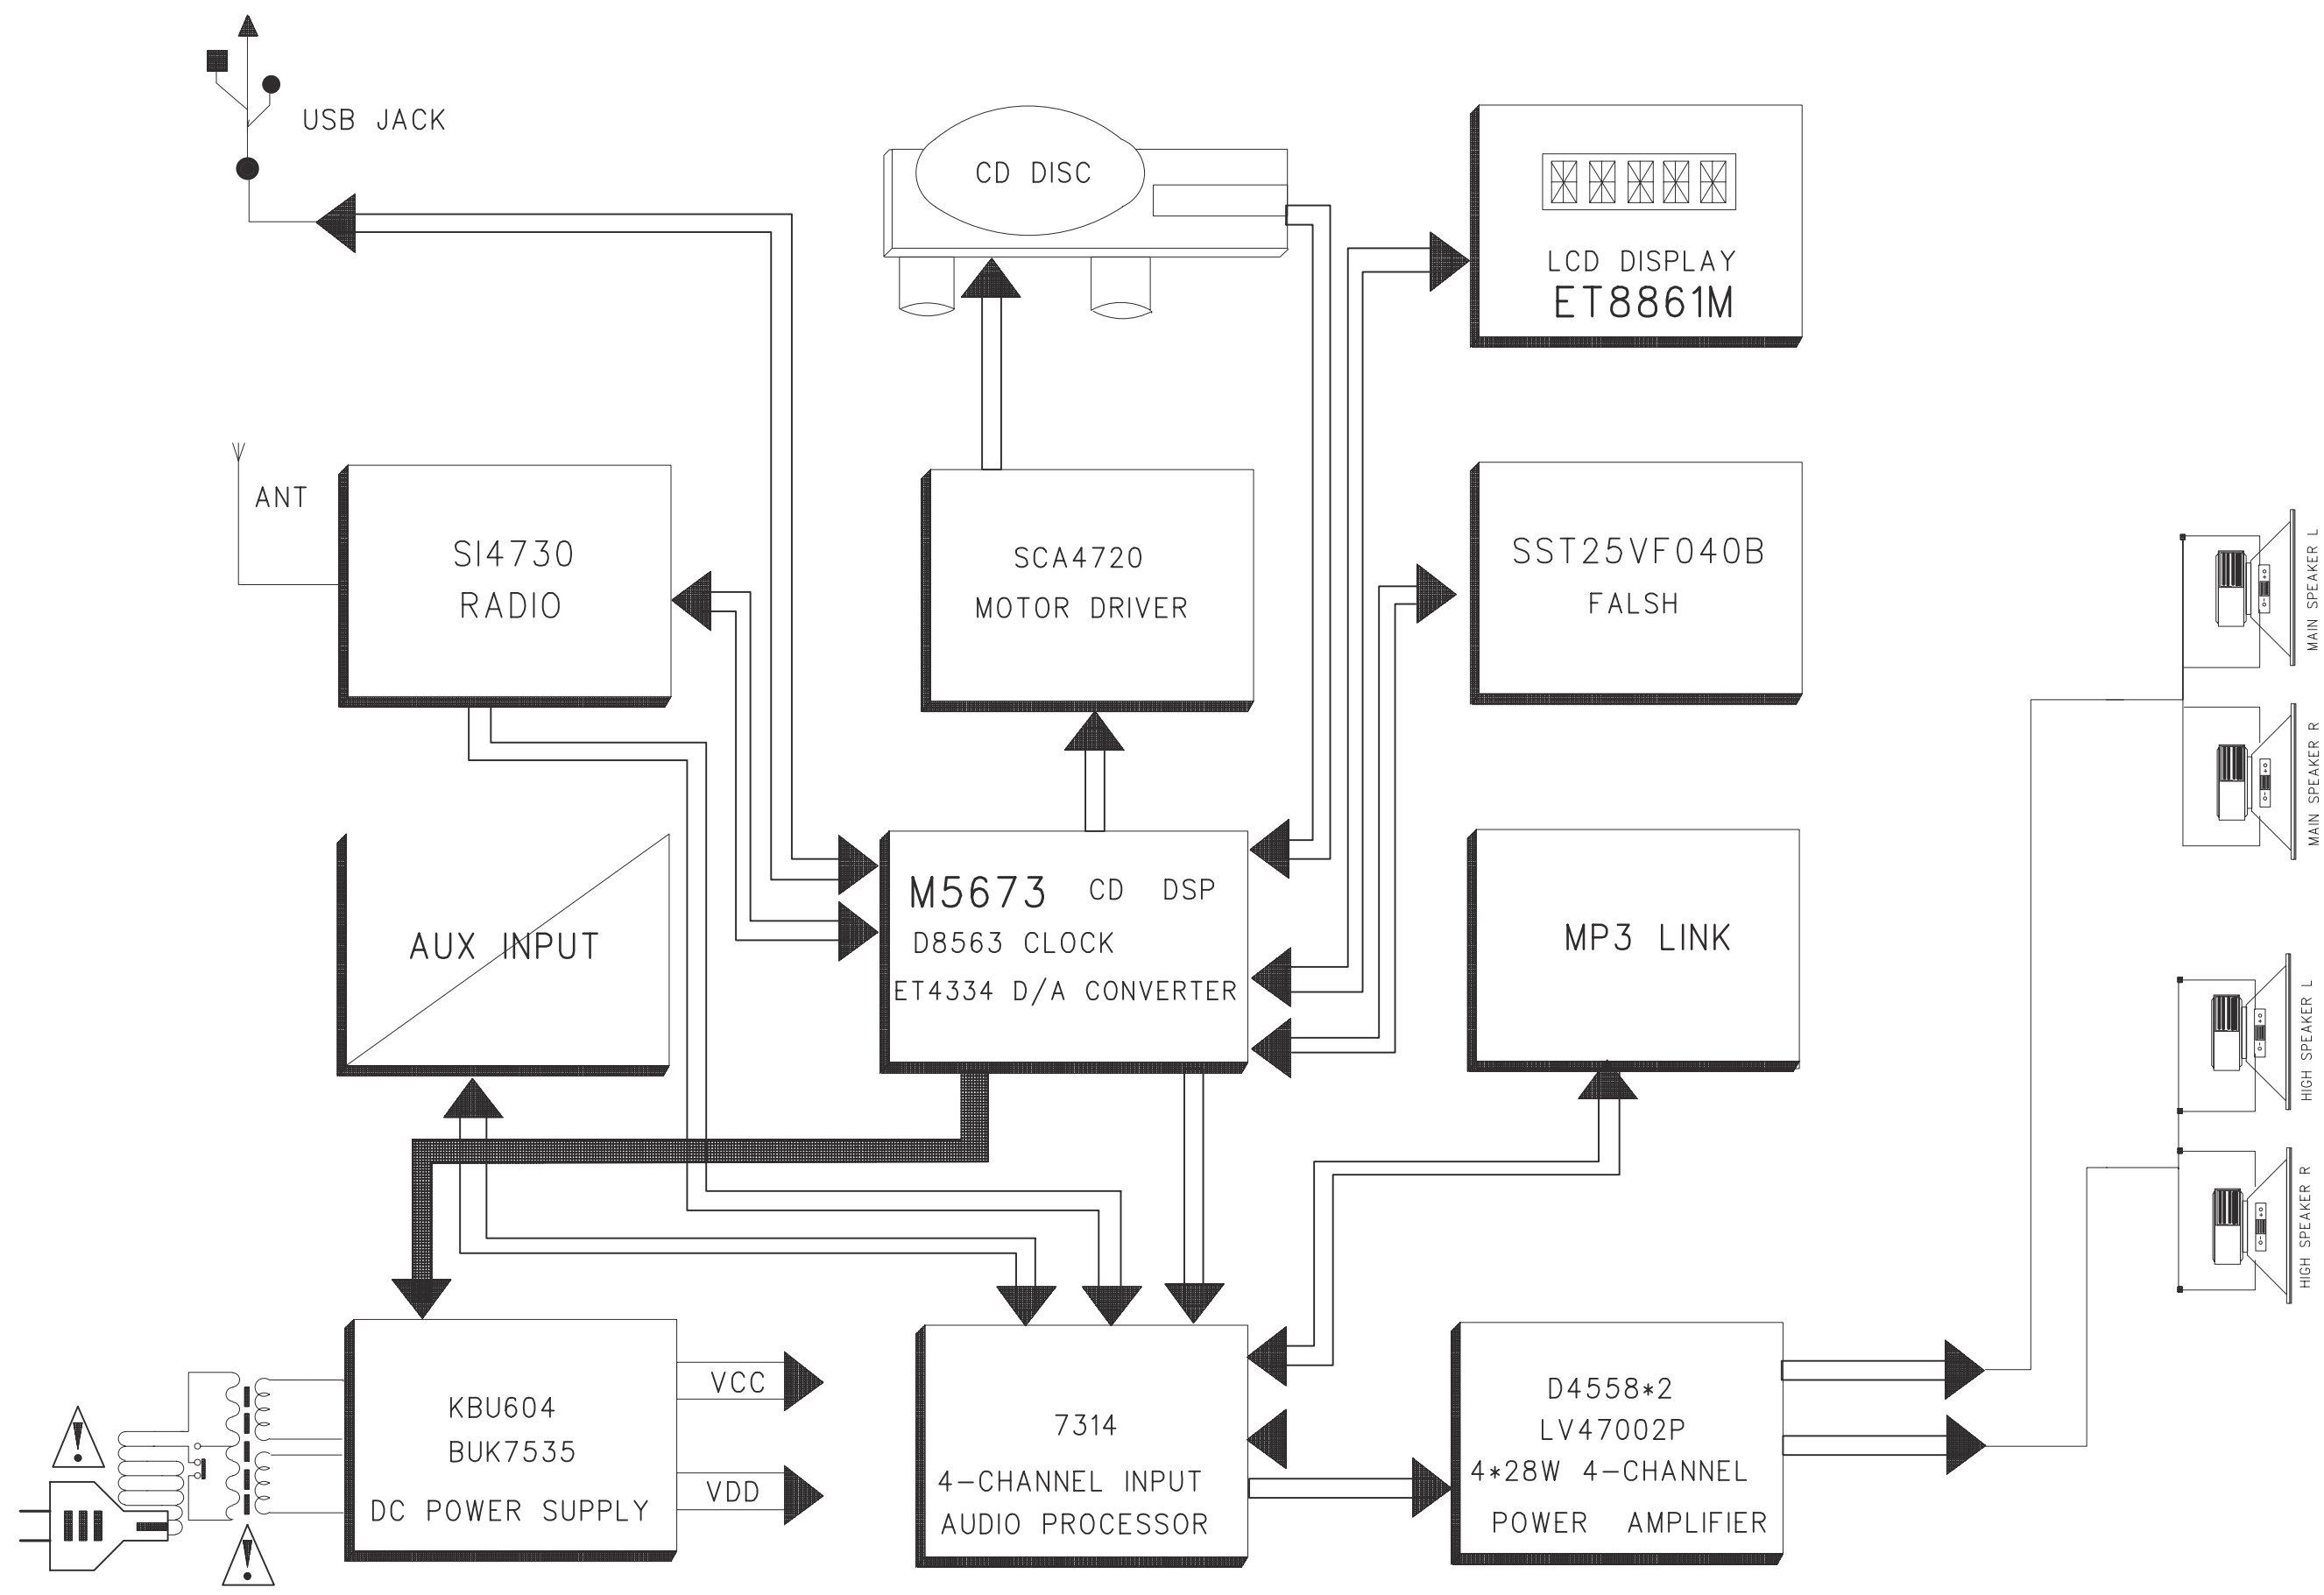 USB JACK
CD DISC
LCD DISPLAY
ET8861M
ANT
SI4730
RADIO
SCA4720
MOTOR DRIVER
SST25VF040B
FALSH
MAIN SPEAKER L
MAIN SPEAKER R
AUX INPUT
M5673 CD DSP
D8563 CLOCK
ET4334 D/A CONVERTER
MP3 LINK
HIGH SPEAKER L
HIGH SPEAKER R
KBU604
BUK7535
DC POWER SUPPLY
VCC
VDD
7314
4-CHANNEL INPUT
AUDIO PROCESSOR
D4558*2
LV47002P
4*28W 4-CHANNEL
POWER AMPLIFIER